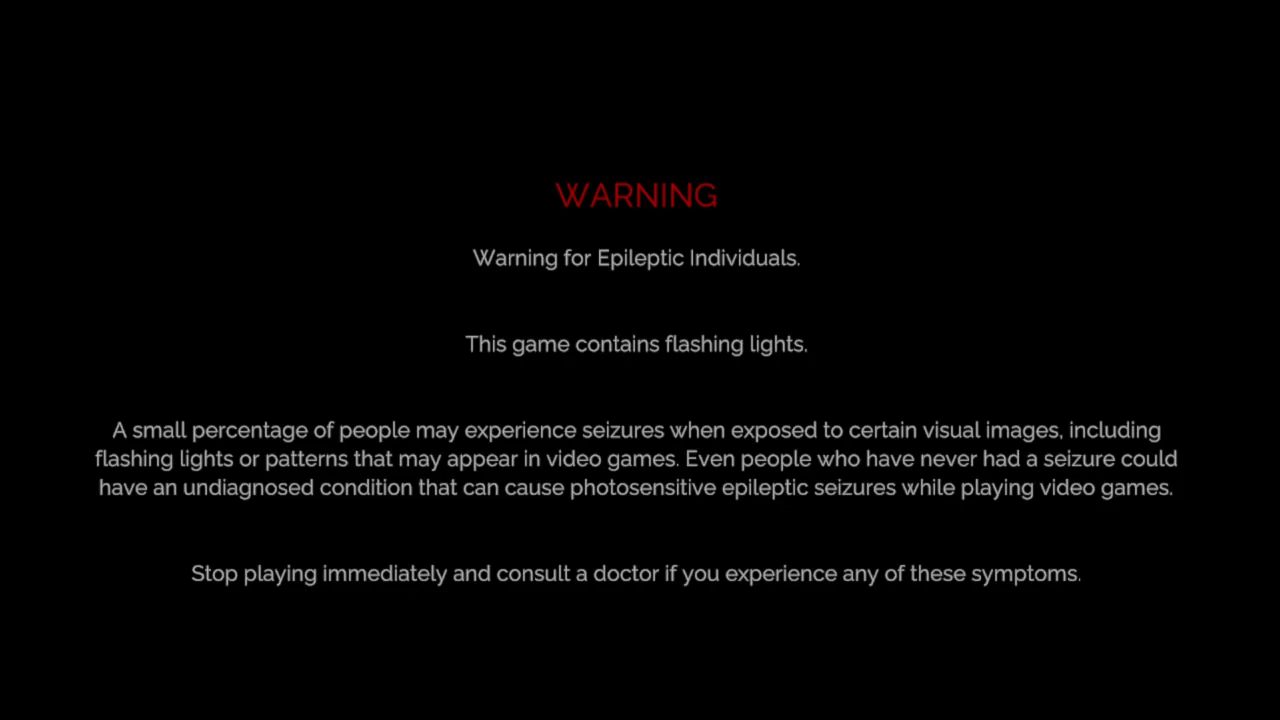 WARNING
Warning for Epileptic Individuals.
This game contains flashing lights.
A small percentage of people may experience seizures when exposed to certain visual images, including
flashing lights or patterns that may appear in video games. Even people who have never had a seizure could
have an undiagnosed condition that can cause photosensitive epileptic seizures while playing video games.
Stop playing immediately and consult a doctor if you experience any of these symptoms.